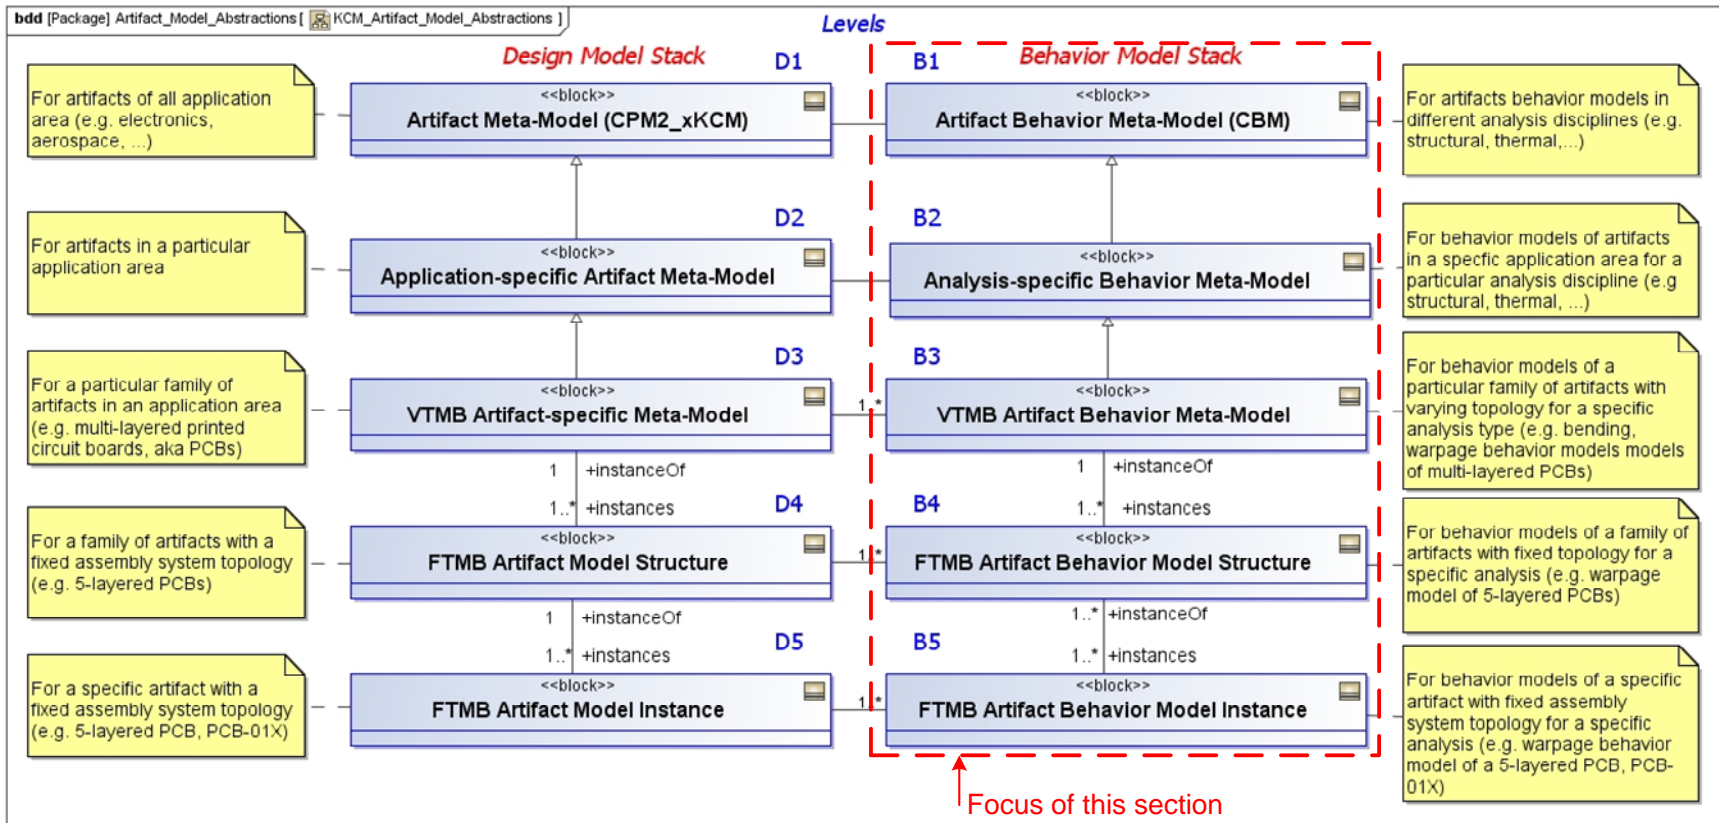 bdd [Package] Artifact_Model_Abstractions [ KCM_Artifact_Model_Abstractions ]
Levels
Design Model Stack
D1
B1
Behavior Model Stack
For artifacts of all application
area (e.g. electronics,
aerospace, ...)
<<block>>
Artifact Meta-Model (CPM2_xKCM)
<<block>>
Artifact Behavior Meta-Model (CBM)
For artifacts behavior models in
different analysis disciplines (e.g.
structural, thermal,...)
D2
B2
For artifacts in a particular
application area
<<block>>
Application-specific Artifact Meta-Model
<<block>>
Analysis-specific Behavior Meta-Model
For behavior models of artifacts
in a specfic application area for a
particular analysis discipline (e.g
structural, thermal, ...)
D3
B3
For a particular family of
artifacts in an application area
(e.g. multi-layered printed
circuit boards, aka PCBs)
<<block>>
VTMB Artifact-specific Meta-Model
1..*
<<block>>
VTMB Artifact Behavior Meta-Model
For behavior models of a
particular family of artifacts with
varying topology for a specific
analysis type (e.g. bending,
warpage behavior models models
of multi-layered PCBs)
1 +instanceOf
1 +instanceOf
1..* +instances
1..* +instances
D4
B4
For a family of artifacts with a
fixed assembly system topology
(e.g. 5-layered PCBs)
<<block>>
FTMB Artifact Model Structure
1..*
<<block>>
FTMB Artifact Behavior Model Structure
For behavior models of a family of
artifacts with fixed topology for a
specific analysis (e.g. warpage
model of 5-layered PCBs)
1 +instanceOf
1..* +instanceOf
1..* +instances
1..* +instances
D5
B5
For a specific artifact with a
fixed assembly system topology
(e.g. 5-layered PCB, PCB-01X)
<<block>>
FTMB Artifact Model Instance
1..*
<<block>>
FTMB Artifact Behavior Model Instance
For behavior models of a specific
artifact with fixed assembly
system topology for a specific
analysis (e.g. warpage behavior
model of a 5-layered PCB, PCB-
01X)
Focus of this section